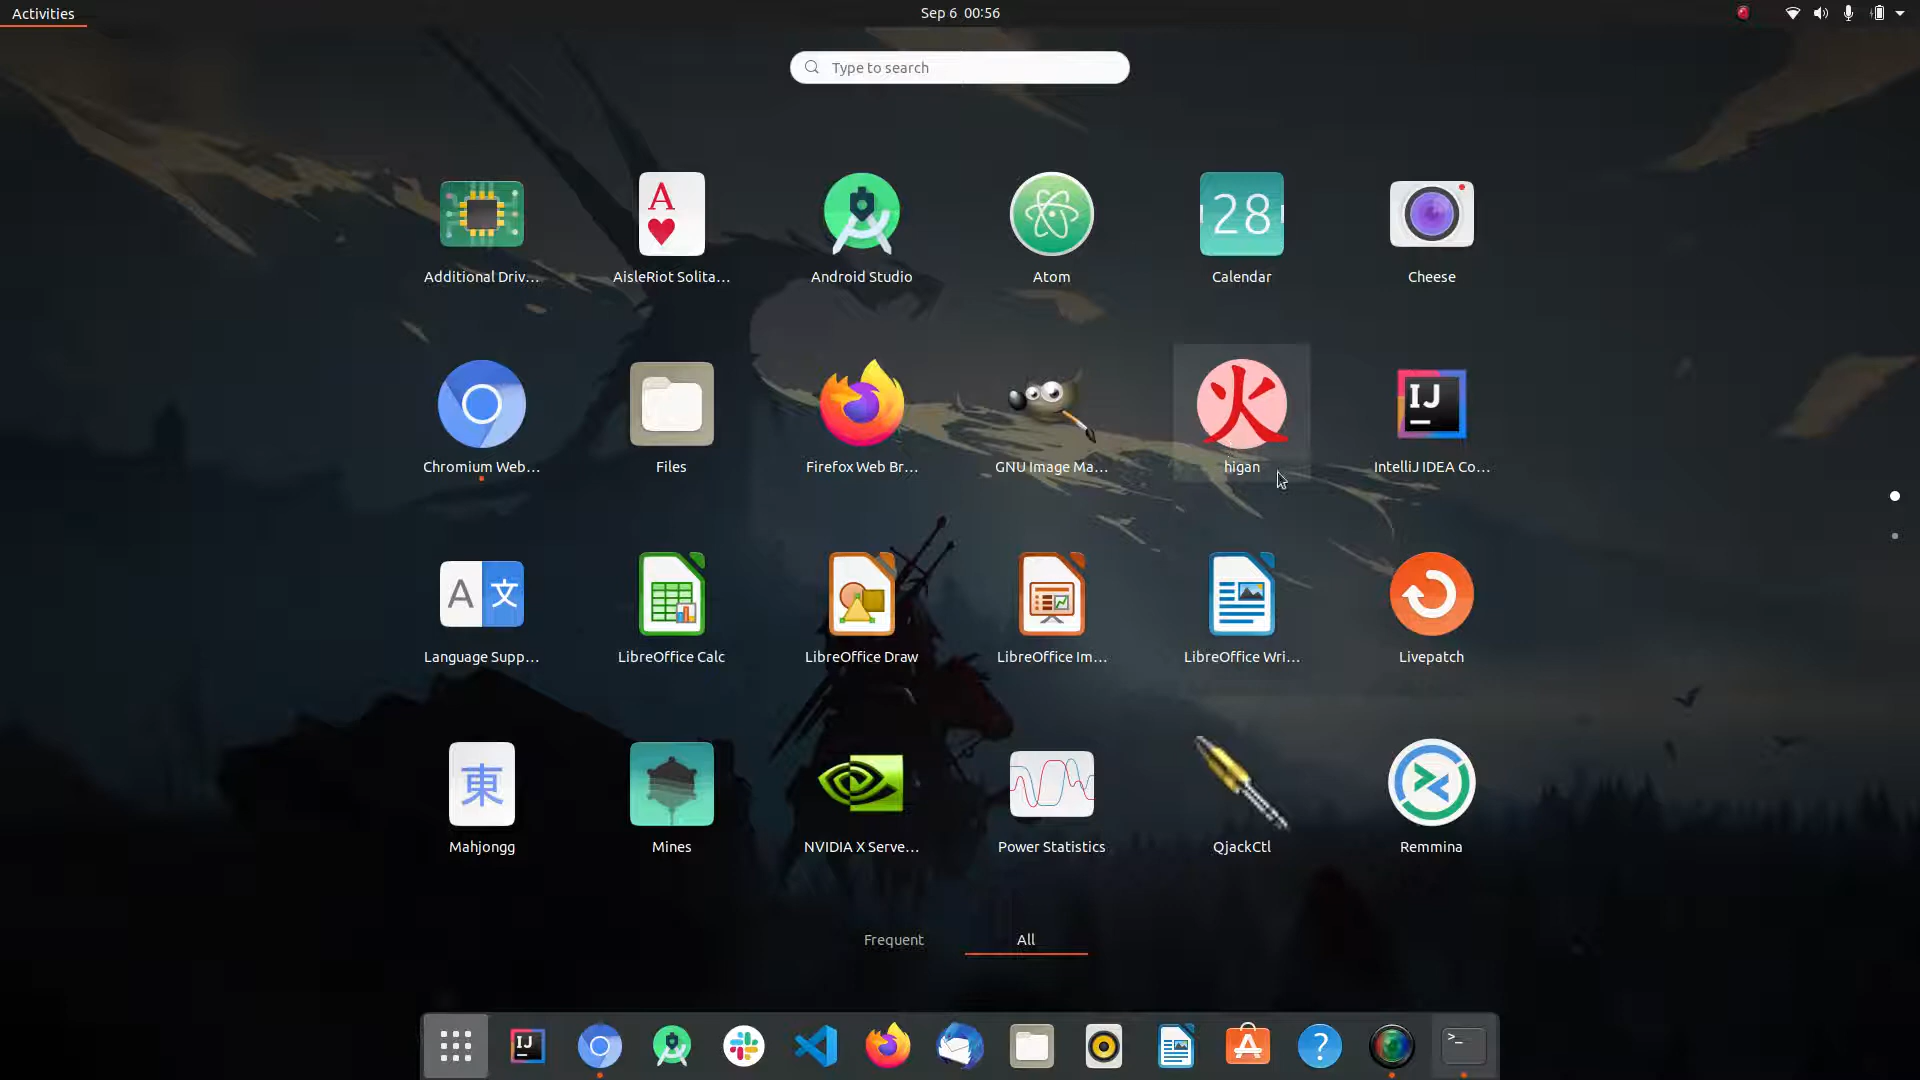 Activities
Sep 6 00:56
Type to search
Additional Driv...
A
AisleRiot Solita...
Android Studio
Atom
28
Calendar
Cheese
Chromium Web...
Files
Firefox Web Br...
GNU Image Ma...
火
higan
IJ
IntelliJ IDEA Co...
A 文
Language Supp...
LibreOffice Calc
LibreOffice Draw
LibreOffice Im...
LibreOffice Wri...
Livepatch
東
Mahjongg
Mines
NVIDIA X Serve...
Power Statistics
QjackCtl
Remmina
Frequent
All
IJ
?
>_